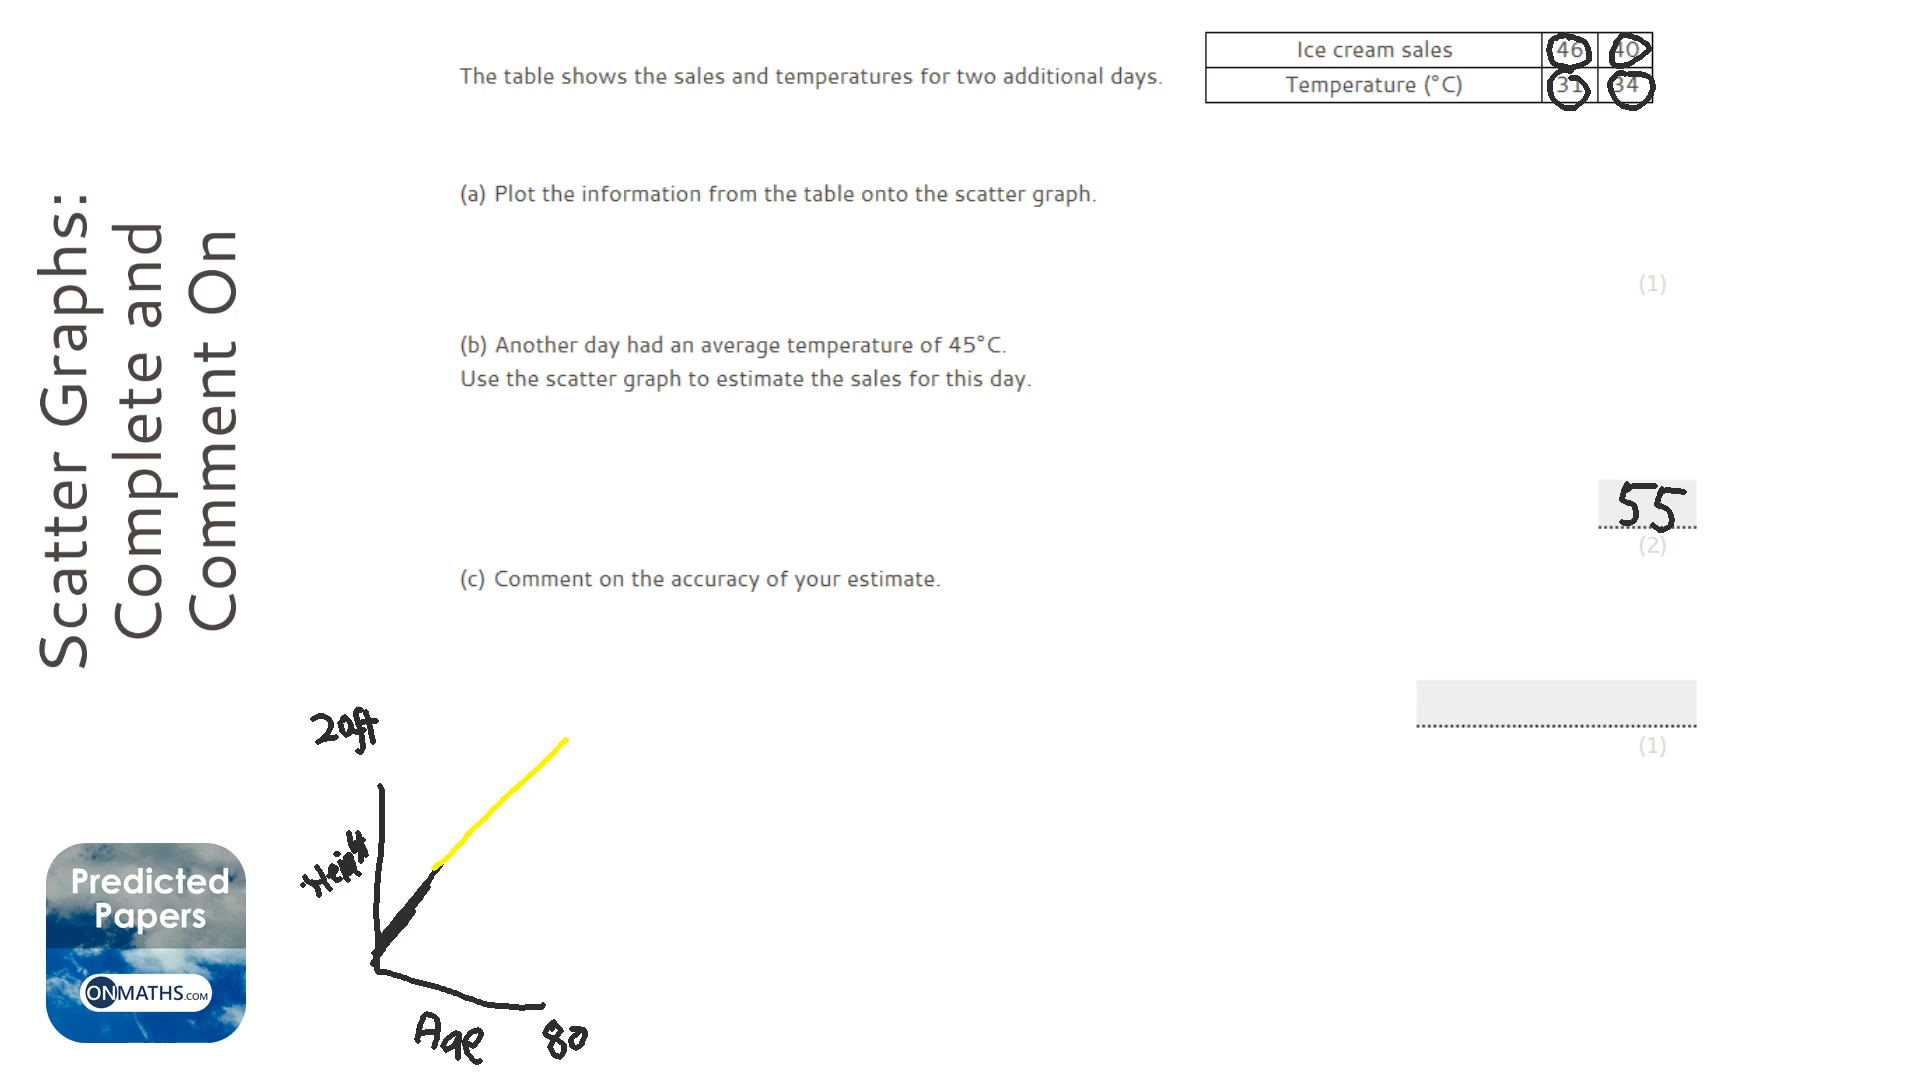 Scatter Graphs:
Complete and
Comment On
The table shows the sales and temperatures for two additional days.
Ice cream sales 46 40
Temperature (°C) 31 34
(a) Plot the information from the table onto the scatter graph.
(1)
(b) Another day had an average temperature of 45°C.
Use the scatter graph to estimate the sales for this day.
55
(2)
(c) Comment on the accuracy of your estimate.
(1)
20ft
Height
Age 80
Predicted
Papers
ONMATHS.COM